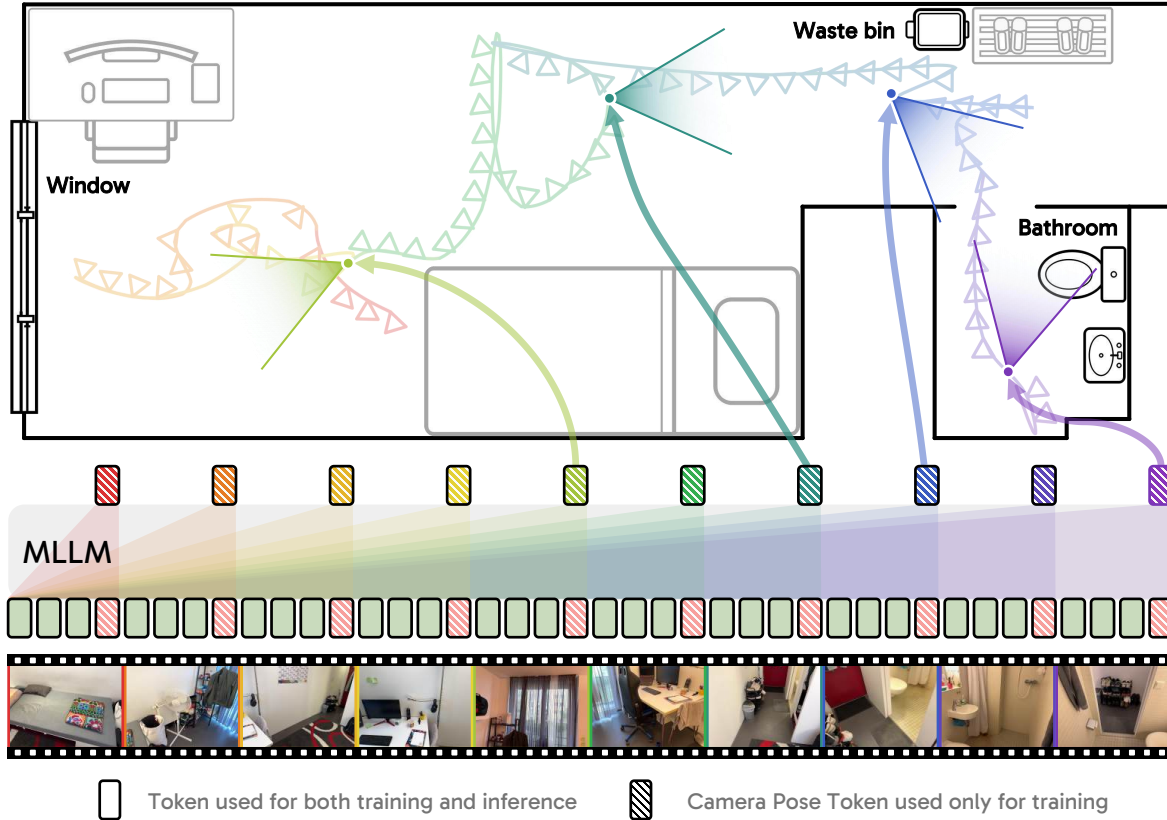 Waste bin
Window
Bathroom
MLLM
Token used for both training and inference
Camera Pose Token used only for training